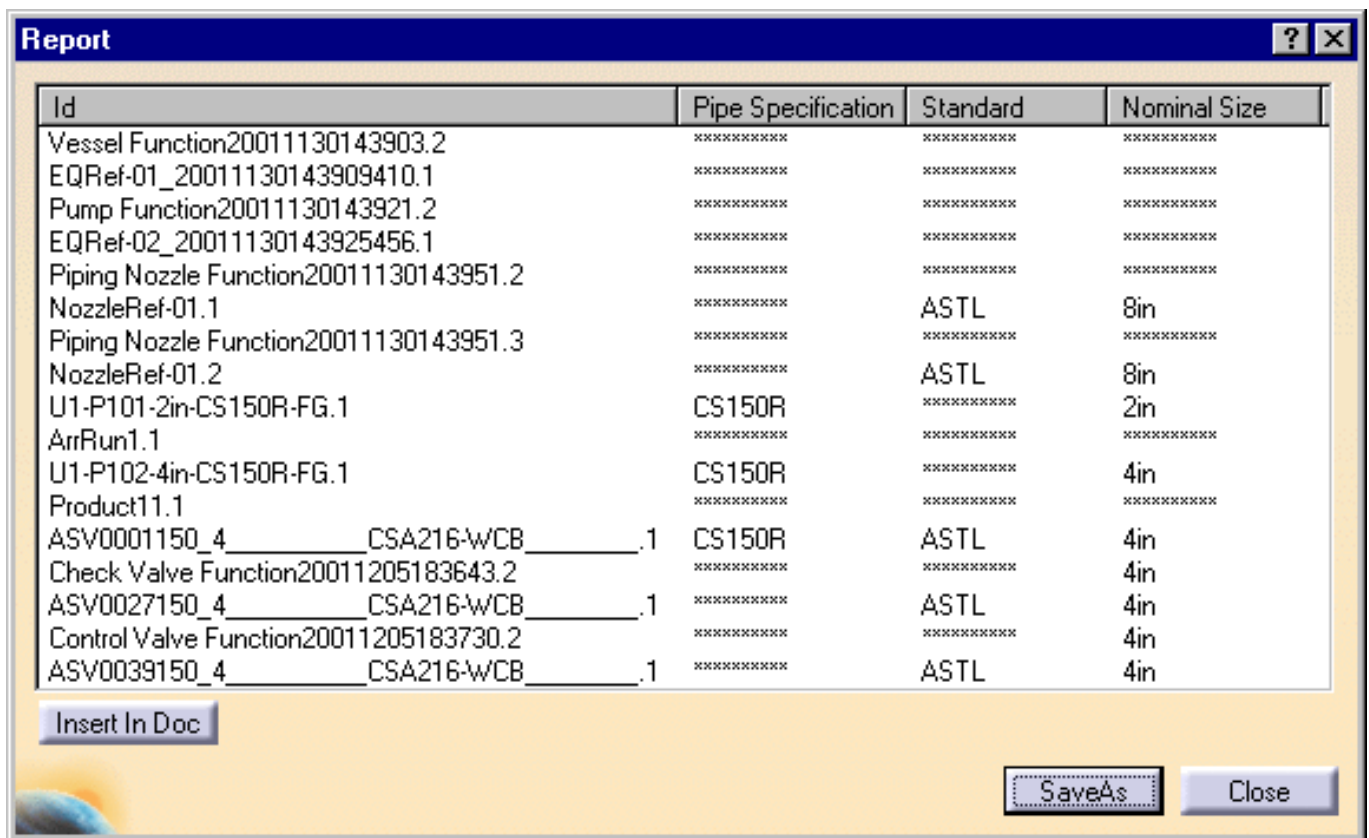 Report
Id Pipe Specification Standard Nominal Size
Vessel Function20011130143903.2 ********** ********** **********
EQRef-01_20011130143909410.1 ********** ********** **********
Pump Function20011130143921.2 ********** ********** **********
EQRef-02_20011130143925456.1 ********** ********** **********
Piping Nozzle Function20011130143951.2 ********** ********** **********
NozzleRef-01.1 ********** ASTL 8in
Piping Nozzle Function20011130143951.3 ********** ********** **********
NozzleRef-01.2 ********** ASTL 8in
U1-P101-2in-CS150R-FG.1 CS150R ********** 2in
ArrRun1.1 ********** ********** **********
U1-P102-4in-CS150R-FG.1 CS150R ********** 4in
Product11.1 ********** ********** **********
ASV0001150_4__________CSA216-WCB________.1 CS150R ASTL 4in
Check Valve Function20011205183643.2 ********** ********** 4in
ASV0027150_4__________CSA216-WCB________.1 ********** ASTL 4in
Control Valve Function20011205183730.2 ********** ********** 4in
ASV0039150_4__________CSA216-WCB________.1 ********** ASTL 4in
Insert In Doc
SaveAs Close